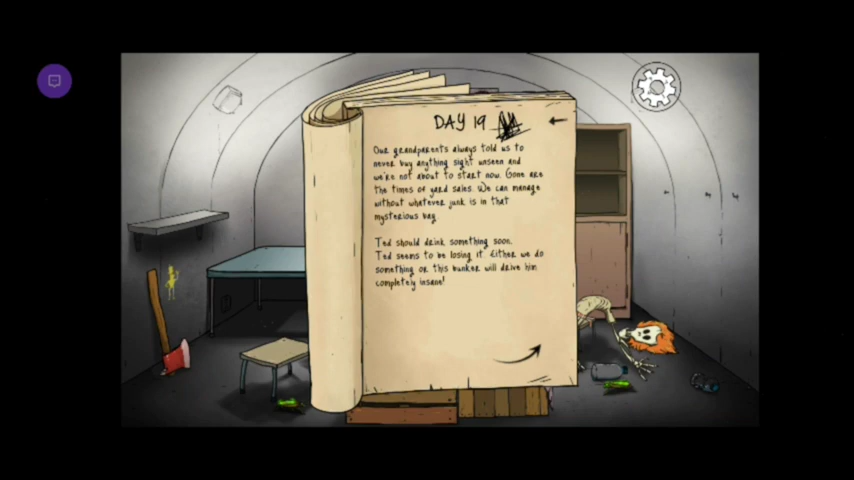 DAY 19
Our grandparents always told us to
never buy anything sight unseen and
we're not about to start now. Gone are
the times of yard sales. We can manage
without whatever junk is in that
mysterious bag.
Ted should drink something soon.
Ted seems to be losing it. Either we do
something or this bunker will drive him
completely insane!